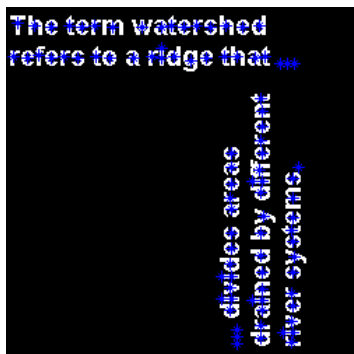 The term watershed
refers to a ridge that ...
divides areas
drained by different
river systems.